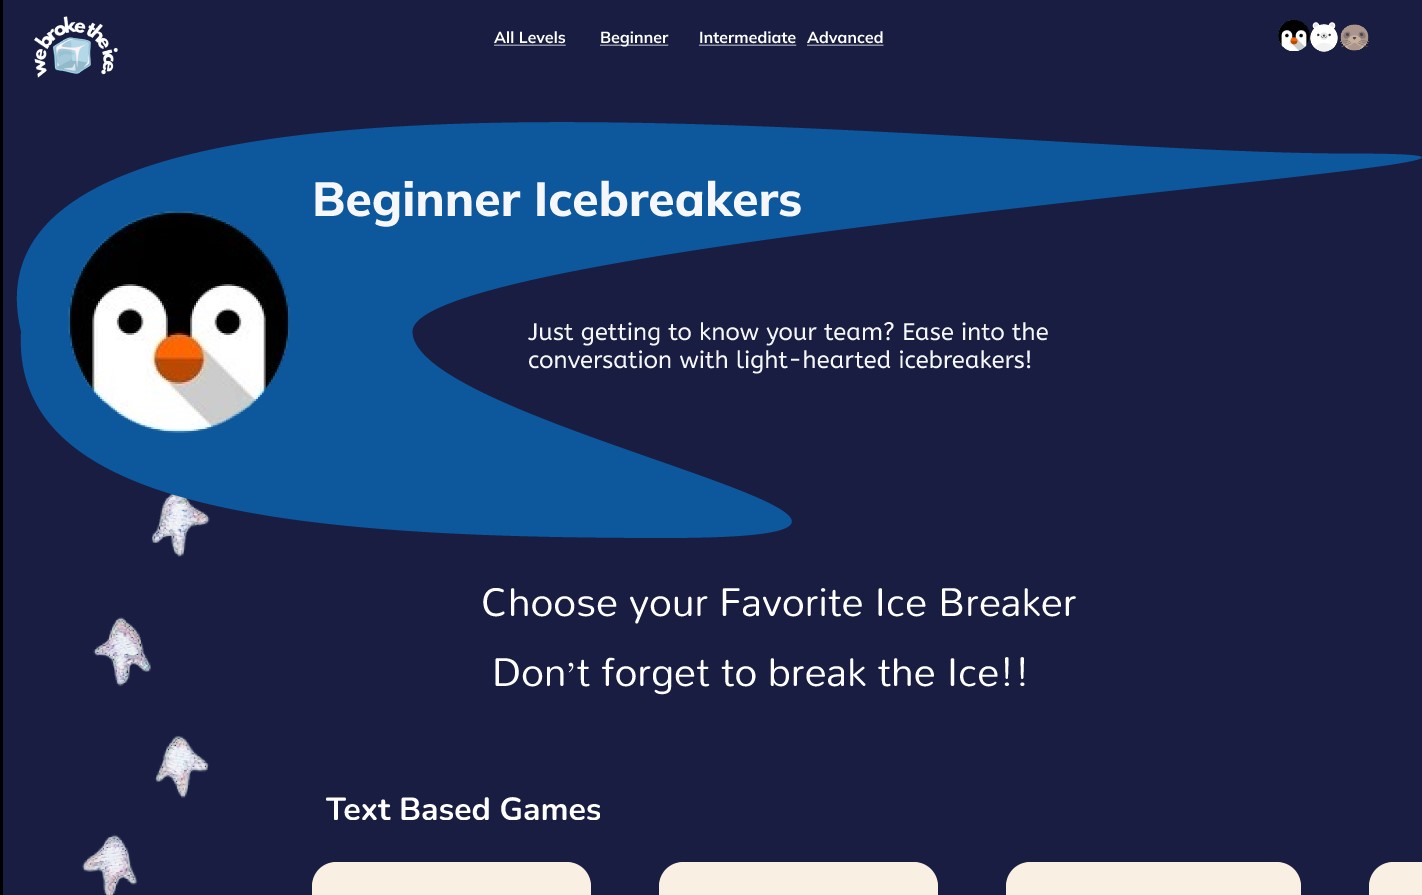 we broke the ice.
All Levels Beginner Intermediate Advanced
Beginner Icebreakers
Just getting to know your team? Ease into the
conversation with light-hearted icebreakers!
Choose your Favorite Ice Breaker
Don’t forget to break the Ice!!
Text Based Games